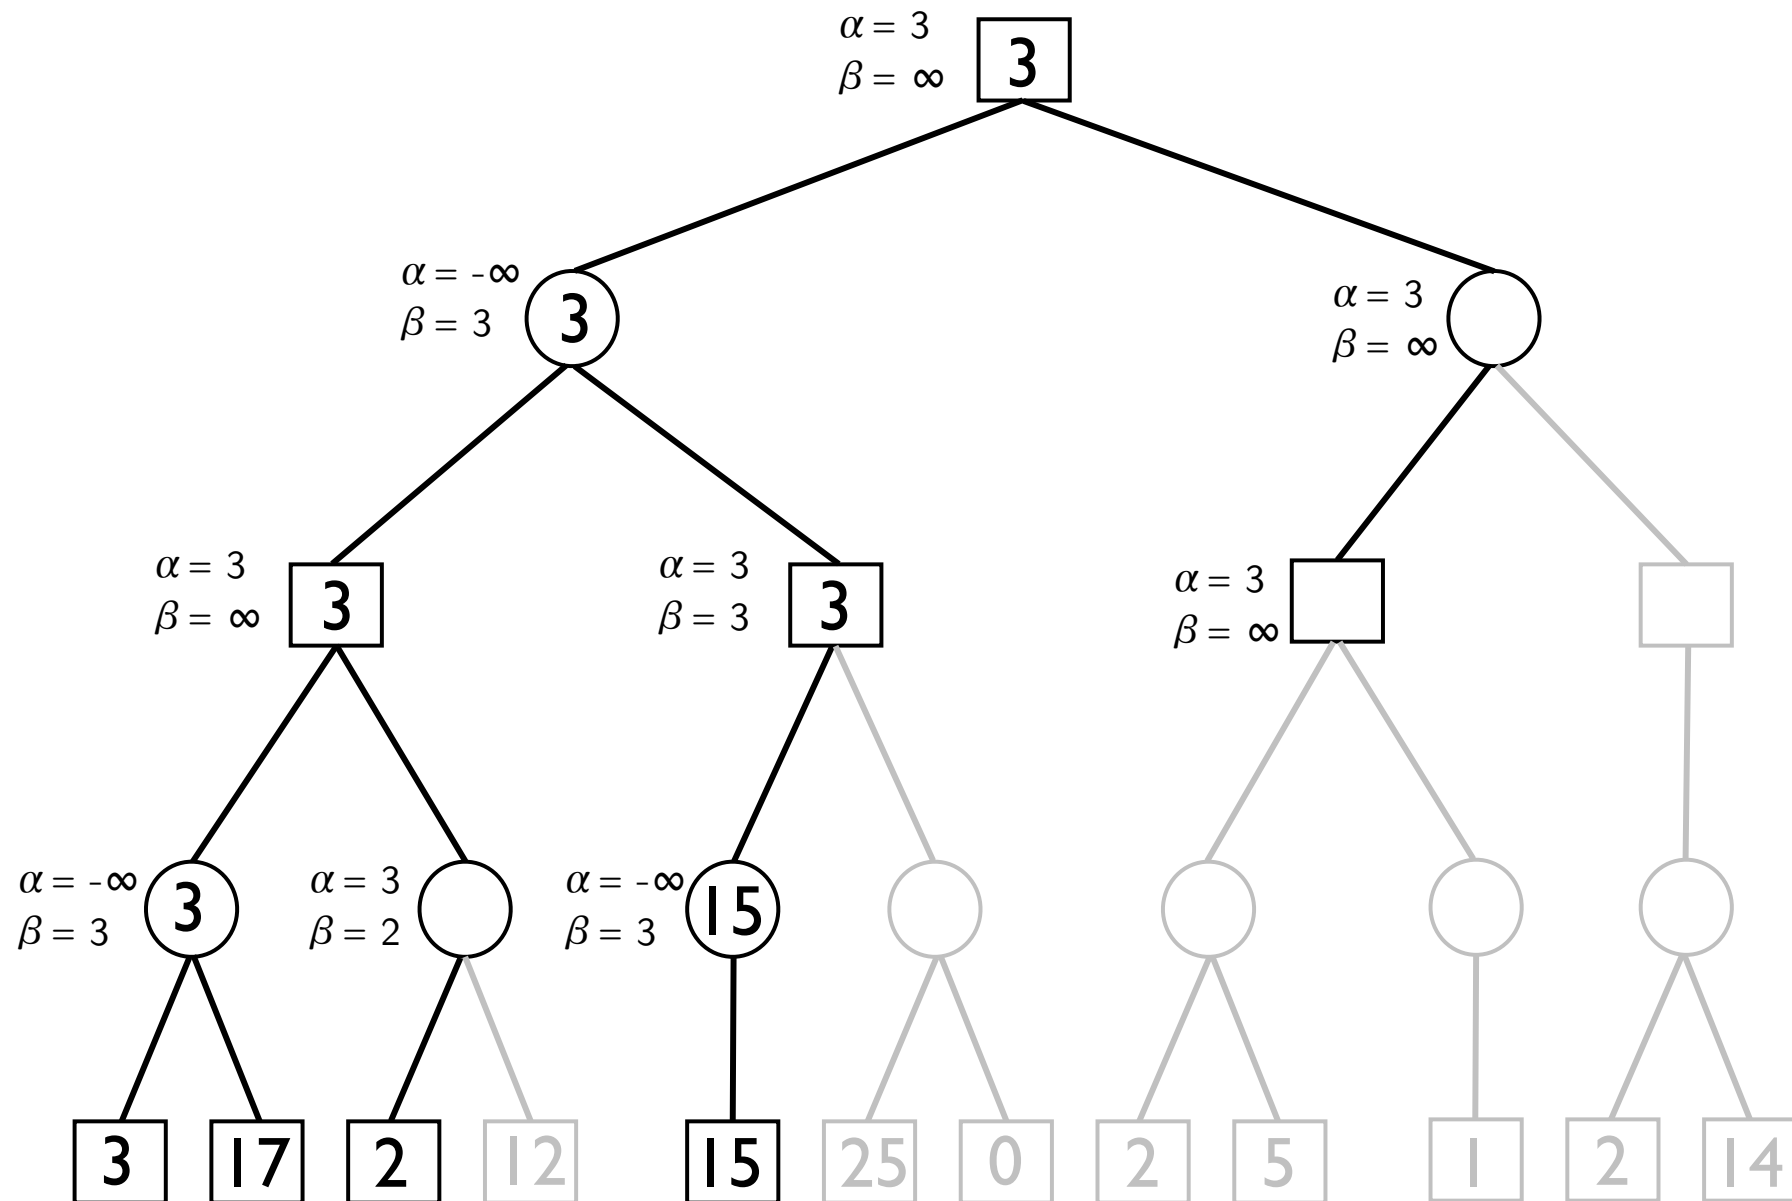 α = 3
β = ∞
3
α = -∞
β = 3
3
α = 3
β = ∞
α = 3
β = ∞
3
α = 3
β = 3
3
α = 3
β = ∞
α = -∞
β = 3
3
α = 3
β = 2
α = -∞
β = 3
15
3 17 2 12 15 25 0 2 5 1 2 14